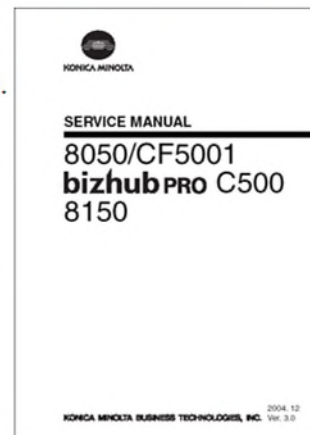 KONICA MINOLTA
SERVICE MANUAL
8050/CF5001
bizhub PRO C500
8150
2004. 12
KONICA MINOLTA BUSINESS TECHNOLOGIES, INC. Ver. 3.0